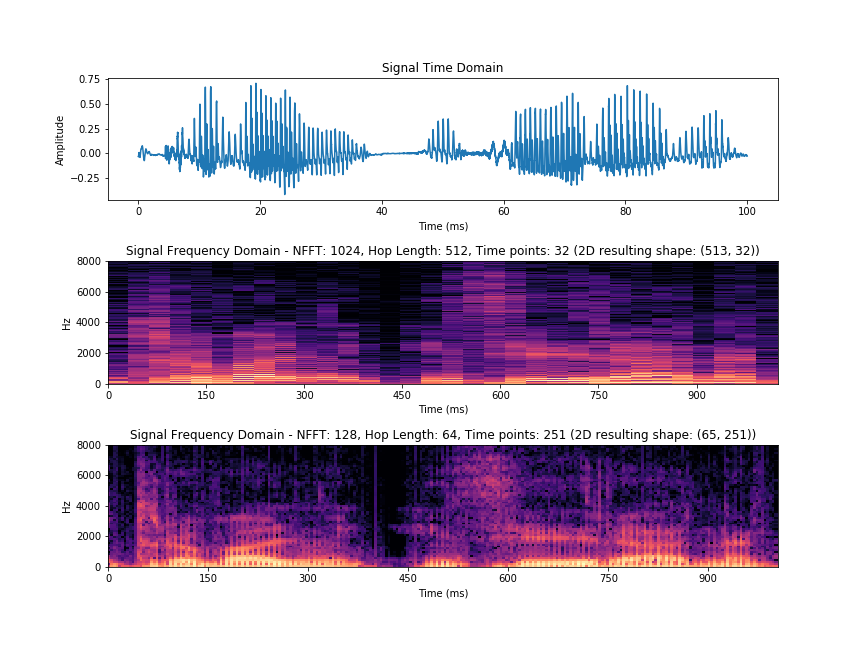 Signal Time Domain
0.75
0.50
0.25
0.00
−0.25
Amplitude
0 20 40 60 80 100
Time (ms)
Signal Frequency Domain - NFFT: 1024, Hop Length: 512, Time points: 32 (2D resulting shape: (513, 32))
8000
6000
4000
2000
0
Hz
0 150 300 450 600 750 900
Time (ms)
Signal Frequency Domain - NFFT: 128, Hop Length: 64, Time points: 251 (2D resulting shape: (65, 251))
8000
6000
4000
2000
0
Hz
0 150 300 450 600 750 900
Time (ms)